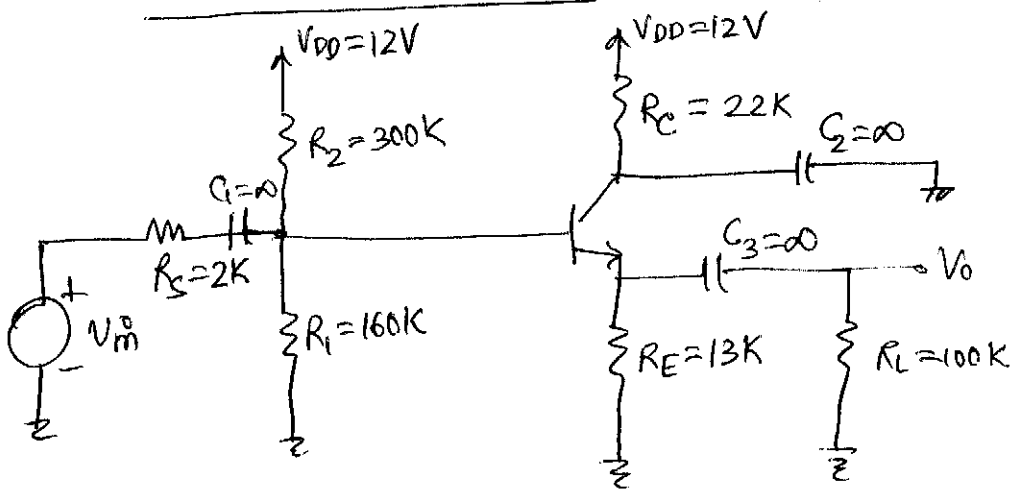 VDD=12V
VDD=12V
R2=300K
RC = 22K
C2=∞
C1=∞
C3=∞
Vo
RS=2K
+
Vin
-
R1=160K
RE=13K
RL=100K